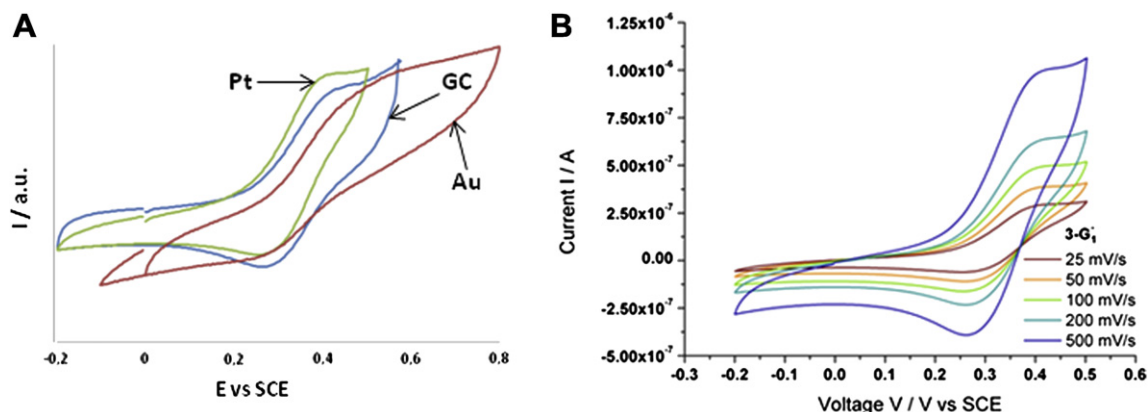 A
Pt
GC
Au
I / a.u.
-0.2 0 0.2 0.4 0.6 0.8
E vs SCE
B
1.25x10⁻⁶
1.00x10⁻⁶
7.50x10⁻⁷
5.00x10⁻⁷
2.50x10⁻⁷
0.00
-2.50x10⁻⁷
-5.00x10⁻⁷
Current I / A
3-G₁
25 mV/s
50 mV/s
100 mV/s
200 mV/s
500 mV/s
-0.3 -0.2 -0.1 0.0 0.1 0.2 0.3 0.4 0.5 0.6
Voltage V / V vs SCE